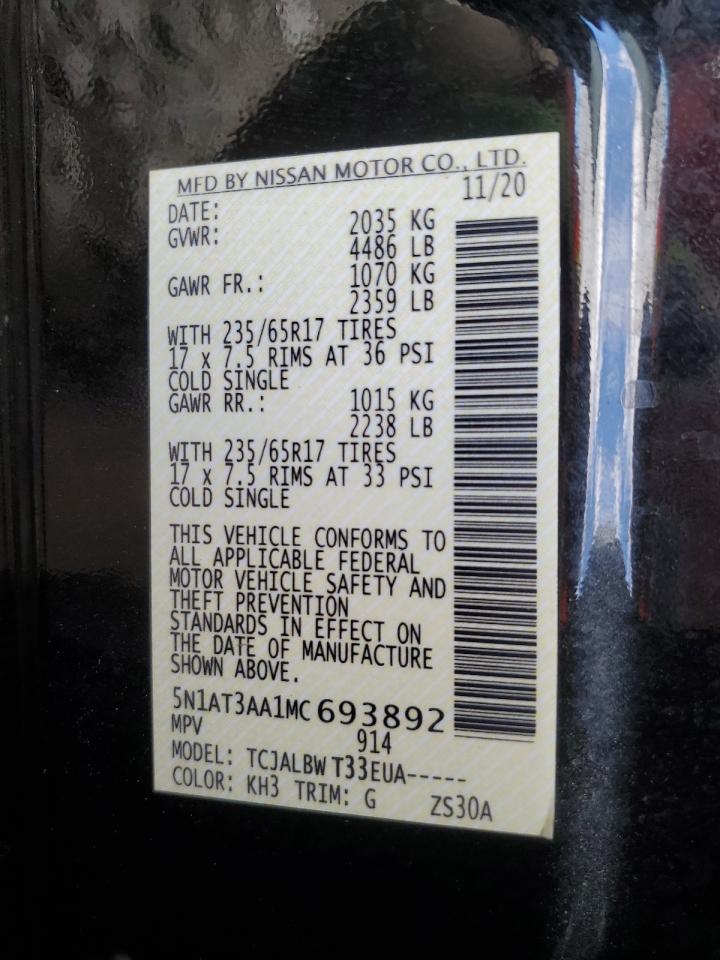 MFD BY NISSAN MOTOR CO., LTD.
DATE: 11/20
GVWR: 2035 KG
4486 LB
GAWR FR.: 1070 KG
2359 LB
WITH 235/65R17 TIRES
17 x 7.5 RIMS AT 36 PSI
COLD SINGLE
GAWR RR.: 1015 KG
2238 LB
WITH 235/65R17 TIRES
17 x 7.5 RIMS AT 33 PSI
COLD SINGLE
THIS VEHICLE CONFORMS TO
ALL APPLICABLE FEDERAL
MOTOR VEHICLE SAFETY AND
THEFT PREVENTION
STANDARDS IN EFFECT ON
THE DATE OF MANUFACTURE
SHOWN ABOVE.
5N1AT3AA1MC693892
MPV 914
MODEL: TCJALBWT33EUA-----
COLOR: KH3 TRIM: G ZS30A